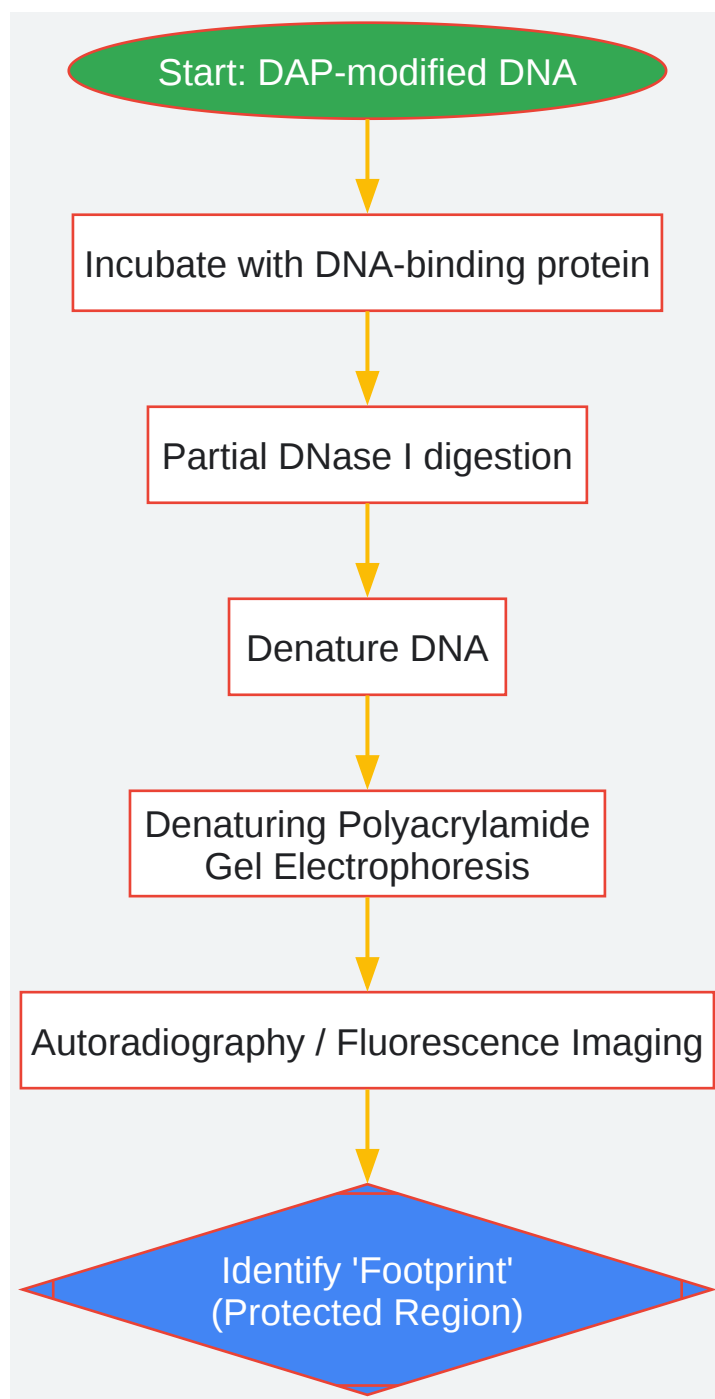 Start: DAP-modified DNA
Incubate with DNA-binding protein
Partial DNase I digestion
Denature DNA
Denaturing Polyacrylamide
Gel Electrophoresis
Autoradiography / Fluorescence Imaging
Identify 'Footprint'
(Protected Region)